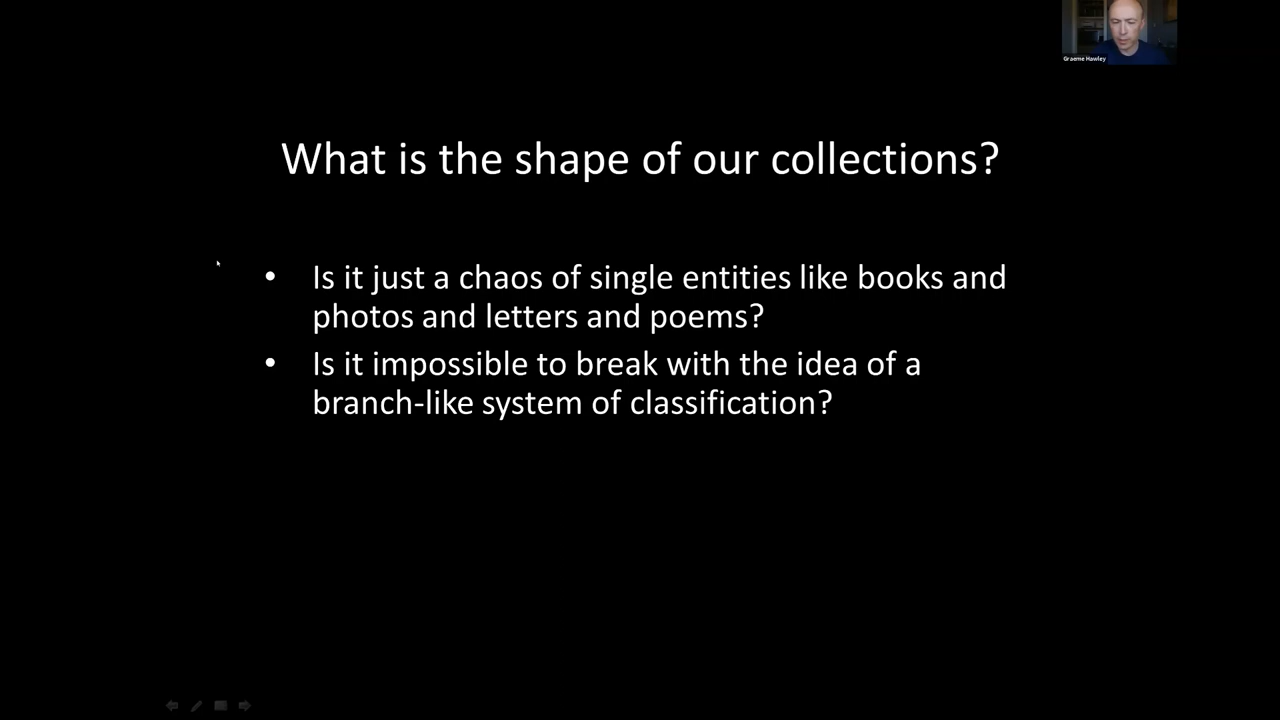 Graeme Hawley
What is the shape of our collections?
• Is it just a chaos of single entities like books and
photos and letters and poems?
• Is it impossible to break with the idea of a
branch-like system of classification?